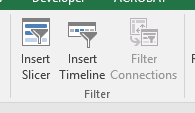 Insert Slicer
Insert Timeline
Filter Connections
Filter